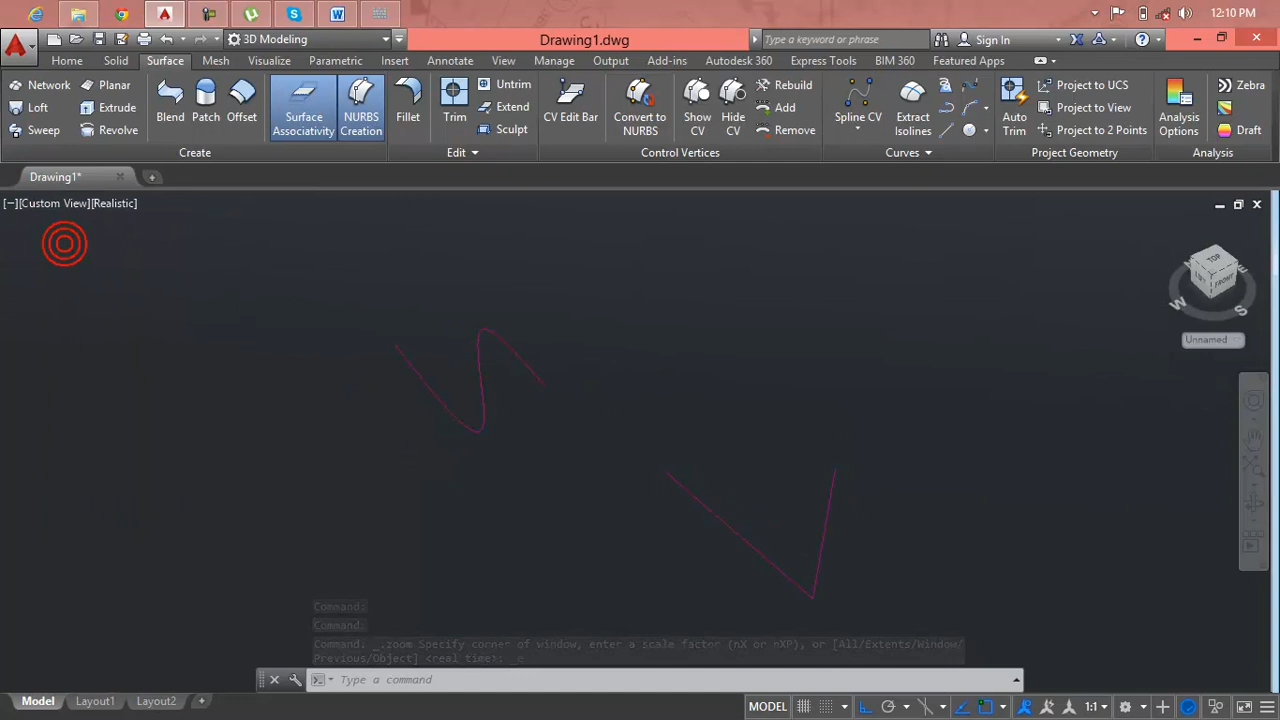 12:10 PM
3D Modeling
Drawing1.dwg
Type a keyword or phrase
Sign In
Home Solid Surface Mesh Visualize Parametric Insert Annotate View Manage Output Add-ins Autodesk 360 Express Tools BIM 360 Featured Apps
Network Planar
Loft Extrude
Sweep Revolve
Blend Patch Offset
Surface Associativity
NURBS Creation
Fillet
Trim
Untrim
Extend
Sculpt
CV Edit Bar
Convert to NURBS
Show CV
Hide CV
Rebuild
Add
Remove
Spline CV
Extract Isolines
Auto Trim
Project to UCS
Project to View
Project to 2 Points
Analysis Options
Zebra
Draft
Create Edit Control Vertices Curves Project Geometry Analysis
Drawing1*
[−][Custom View][Realistic]
TOP
FRONT
W
S
Unnamed
Command:
Command:
Command: _.zoom Specify corner of window, enter a scale factor (nX or nXP), or [All/Extents/Window/
Previous/Object] <real time>: _e
Type a command
Model Layout1 Layout2
MODEL
1:1